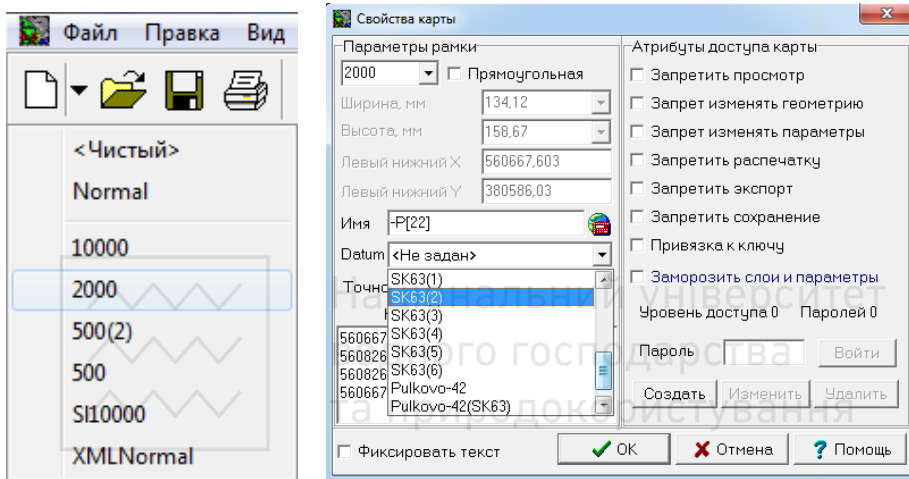 Файл Правка Вид
<Чистый>
Normal
10000
2000
500(2)
500
SI10000
XMLNormal
Свойства карты
Параметры рамки
2000 Прямоугольная
Ширина, мм 134,12
Высота, мм 158,67
Левый нижний X 560667,603
Левый нижний Y 380586,03
Имя -P[22]
Datum <Не задан>
Точно
SK63(1)
SK63(2)
SK63(3)
SK63(4)
SK63(5)
SK63(6)
Pulkovo-42
Pulkovo-42(SK63)
560667
560826
560826
560667
Фиксировать текст
Атрибуты доступа карты
Запретить просмотр
Запрет изменять геометрию
Запрет изменять параметры
Запретить распечатку
Запретить экспорт
Запретить сохранение
Привязка к ключу
Заморозить слои и параметры
Уровень доступа 0 Паролей 0
Пароль Войти
Создать Изменить Удалить
OK Отмена Помощь
Національний університет
водного господарства
та природокористування